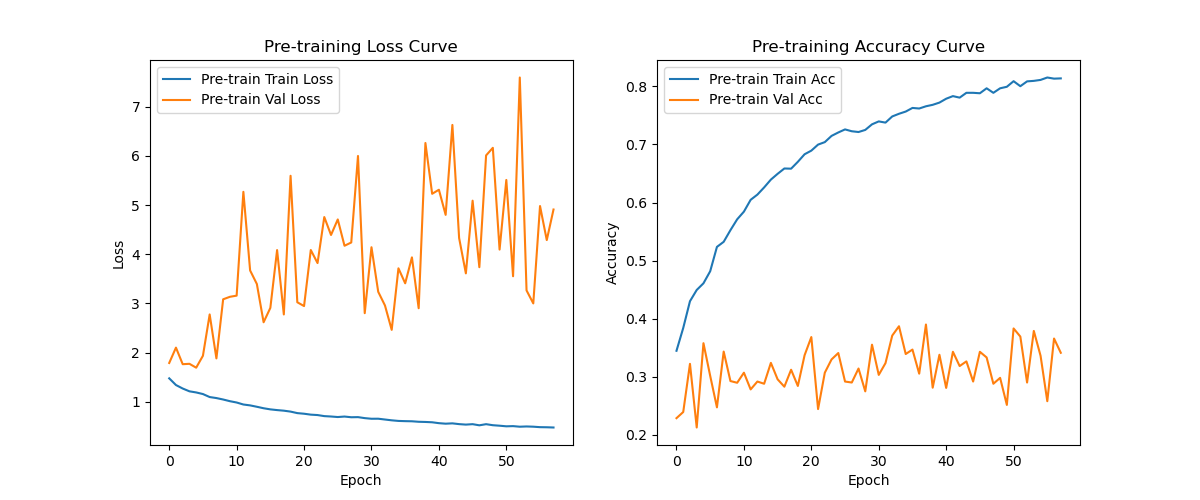 Pre-training Loss Curve
Pre-train Train Loss
Pre-train Val Loss
7
6
5
4
3
2
1
Loss
0 10 20 30 40 50
Epoch
Pre-training Accuracy Curve
Pre-train Train Acc
Pre-train Val Acc
0.8
0.7
0.6
0.5
0.4
0.3
0.2
Accuracy
0 10 20 30 40 50
Epoch